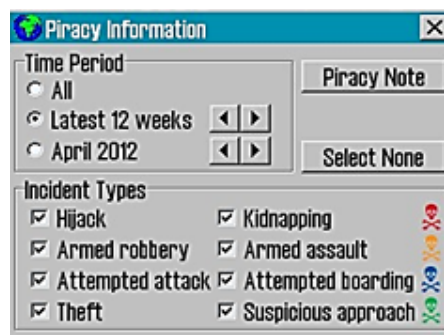 Piracy Information
Time Period
All
Latest 12 weeks
April 2012
Piracy Note
Select None
Incident Types
Hijack
Kidnapping
Armed robbery
Armed assault
Attempted attack
Attempted boarding
Theft
Suspicious approach